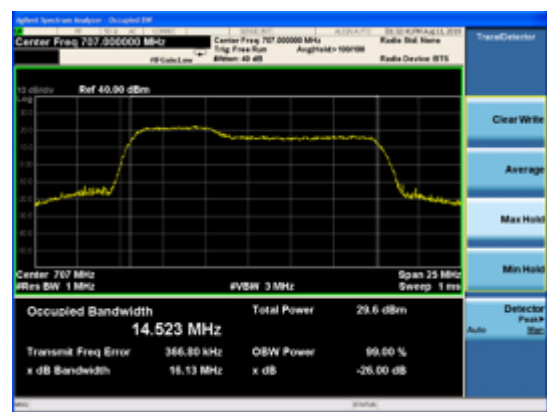 Agilent Spectrum Analyzer - Occupied BW
Center Freq 707.000000 MHz
Center Freq: 707.000000 MHz
Trig: Free Run
Avg|Hold:>100/100
#IFGain:Low
#Atten: 40 dB
Radio Std: None
Radio Device: BTS
Trace/Detector
10 dB/div
Ref 40.00 dBm
Log
Clear Write
Average
Max Hold
Min Hold
Center 707 MHz
Span 25 MHz
#Res BW 1 MHz
#VBW 3 MHz
Sweep 1 ms
Occupied Bandwidth
Total Power
29.6 dBm
14.523 MHz
Transmit Freq Error
366.80 kHz
OBW Power
99.00 %
x dB Bandwidth
16.13 MHz
x dB
-26.00 dB
Detector
Peak
Auto
Man
MSG
STATUS